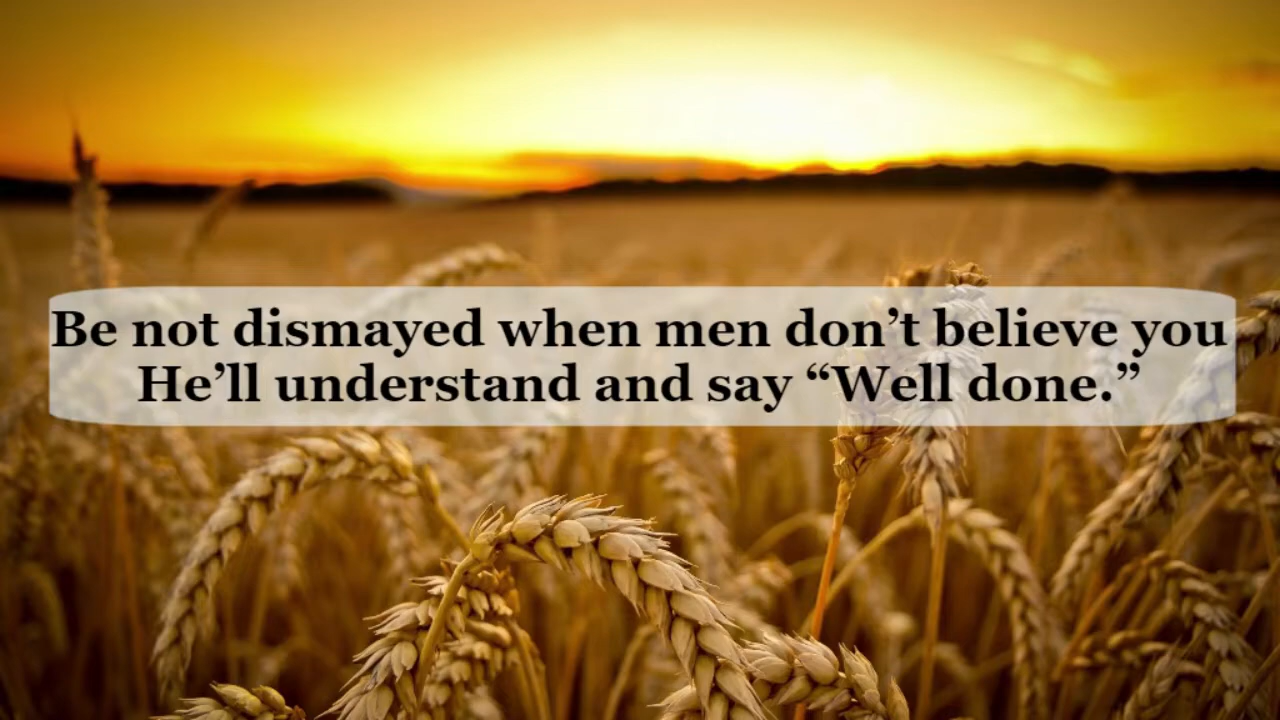 Be not dismayed when men don’t believe you
He’ll understand and say “Well done.”